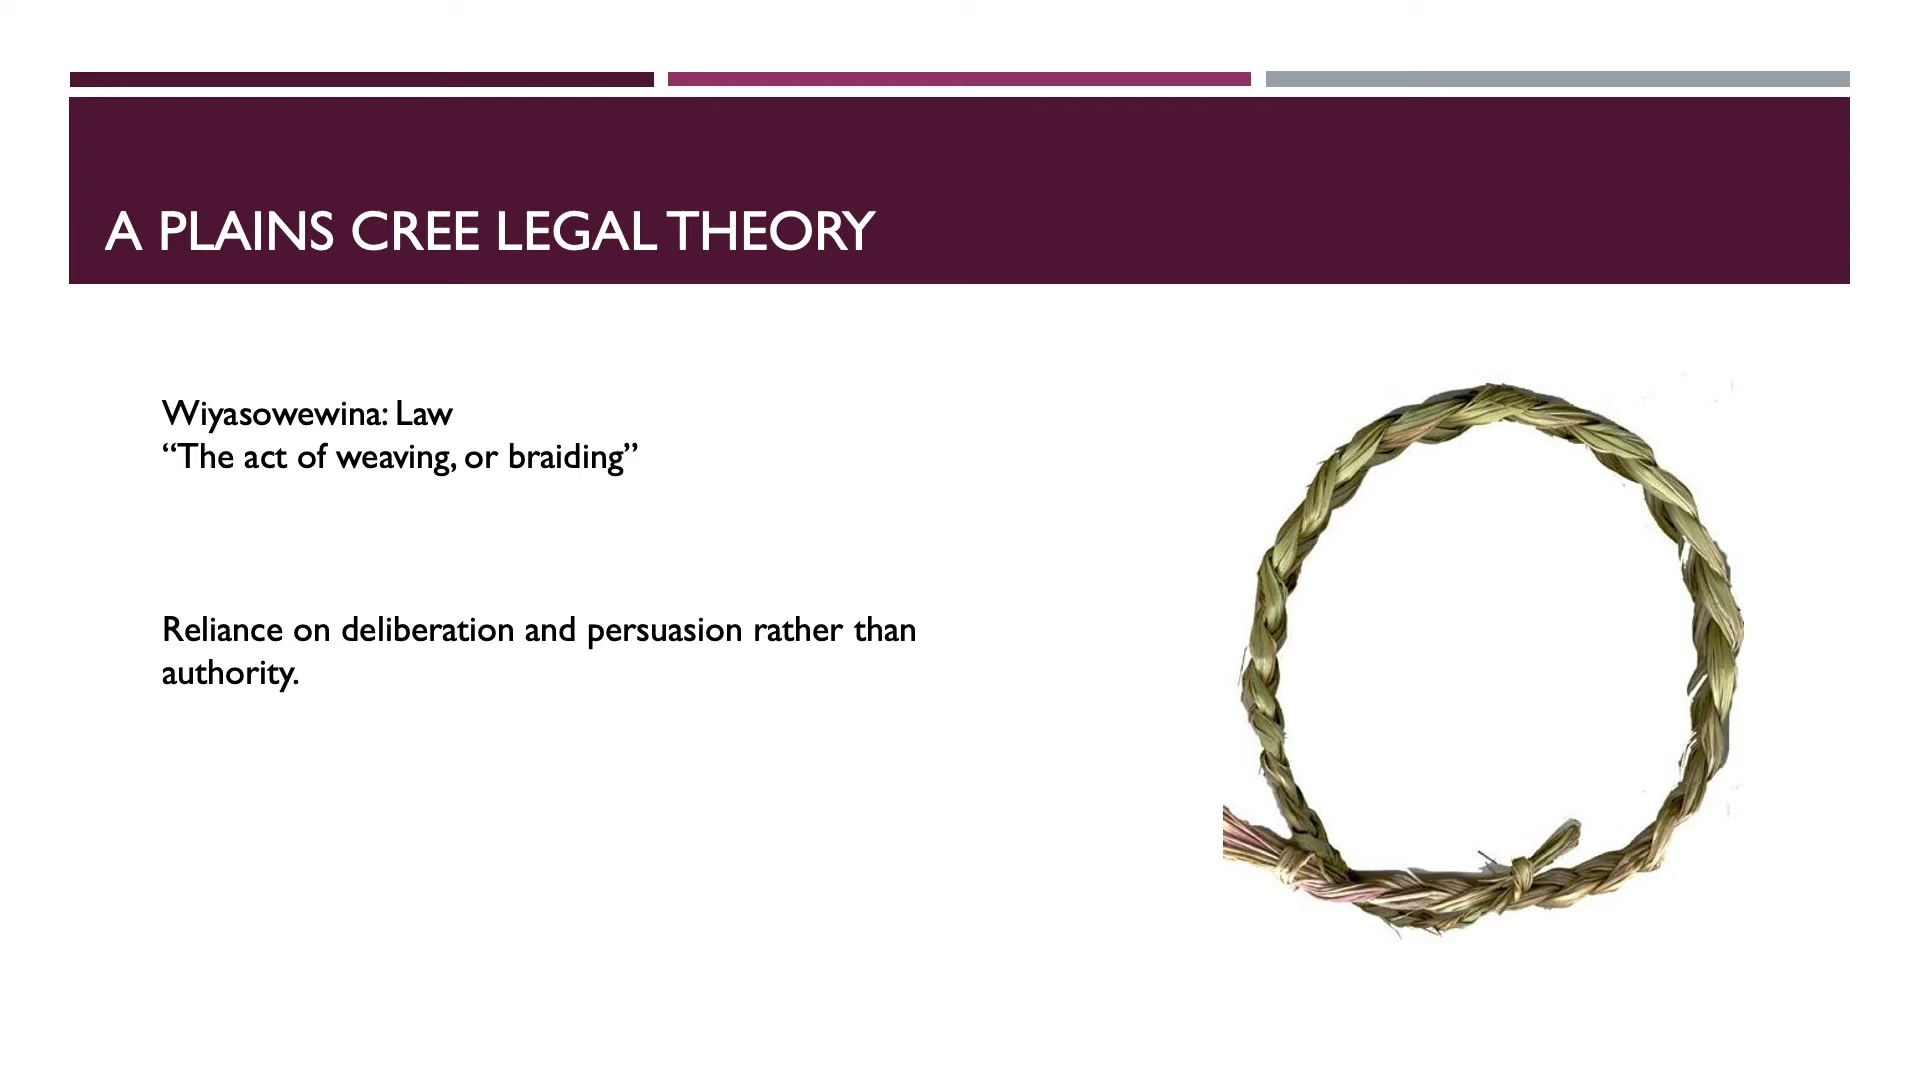 A PLAINS CREE LEGAL THEORY
Wiyasowewina: Law
“The act of weaving, or braiding”
Reliance on deliberation and persuasion rather than
authority.